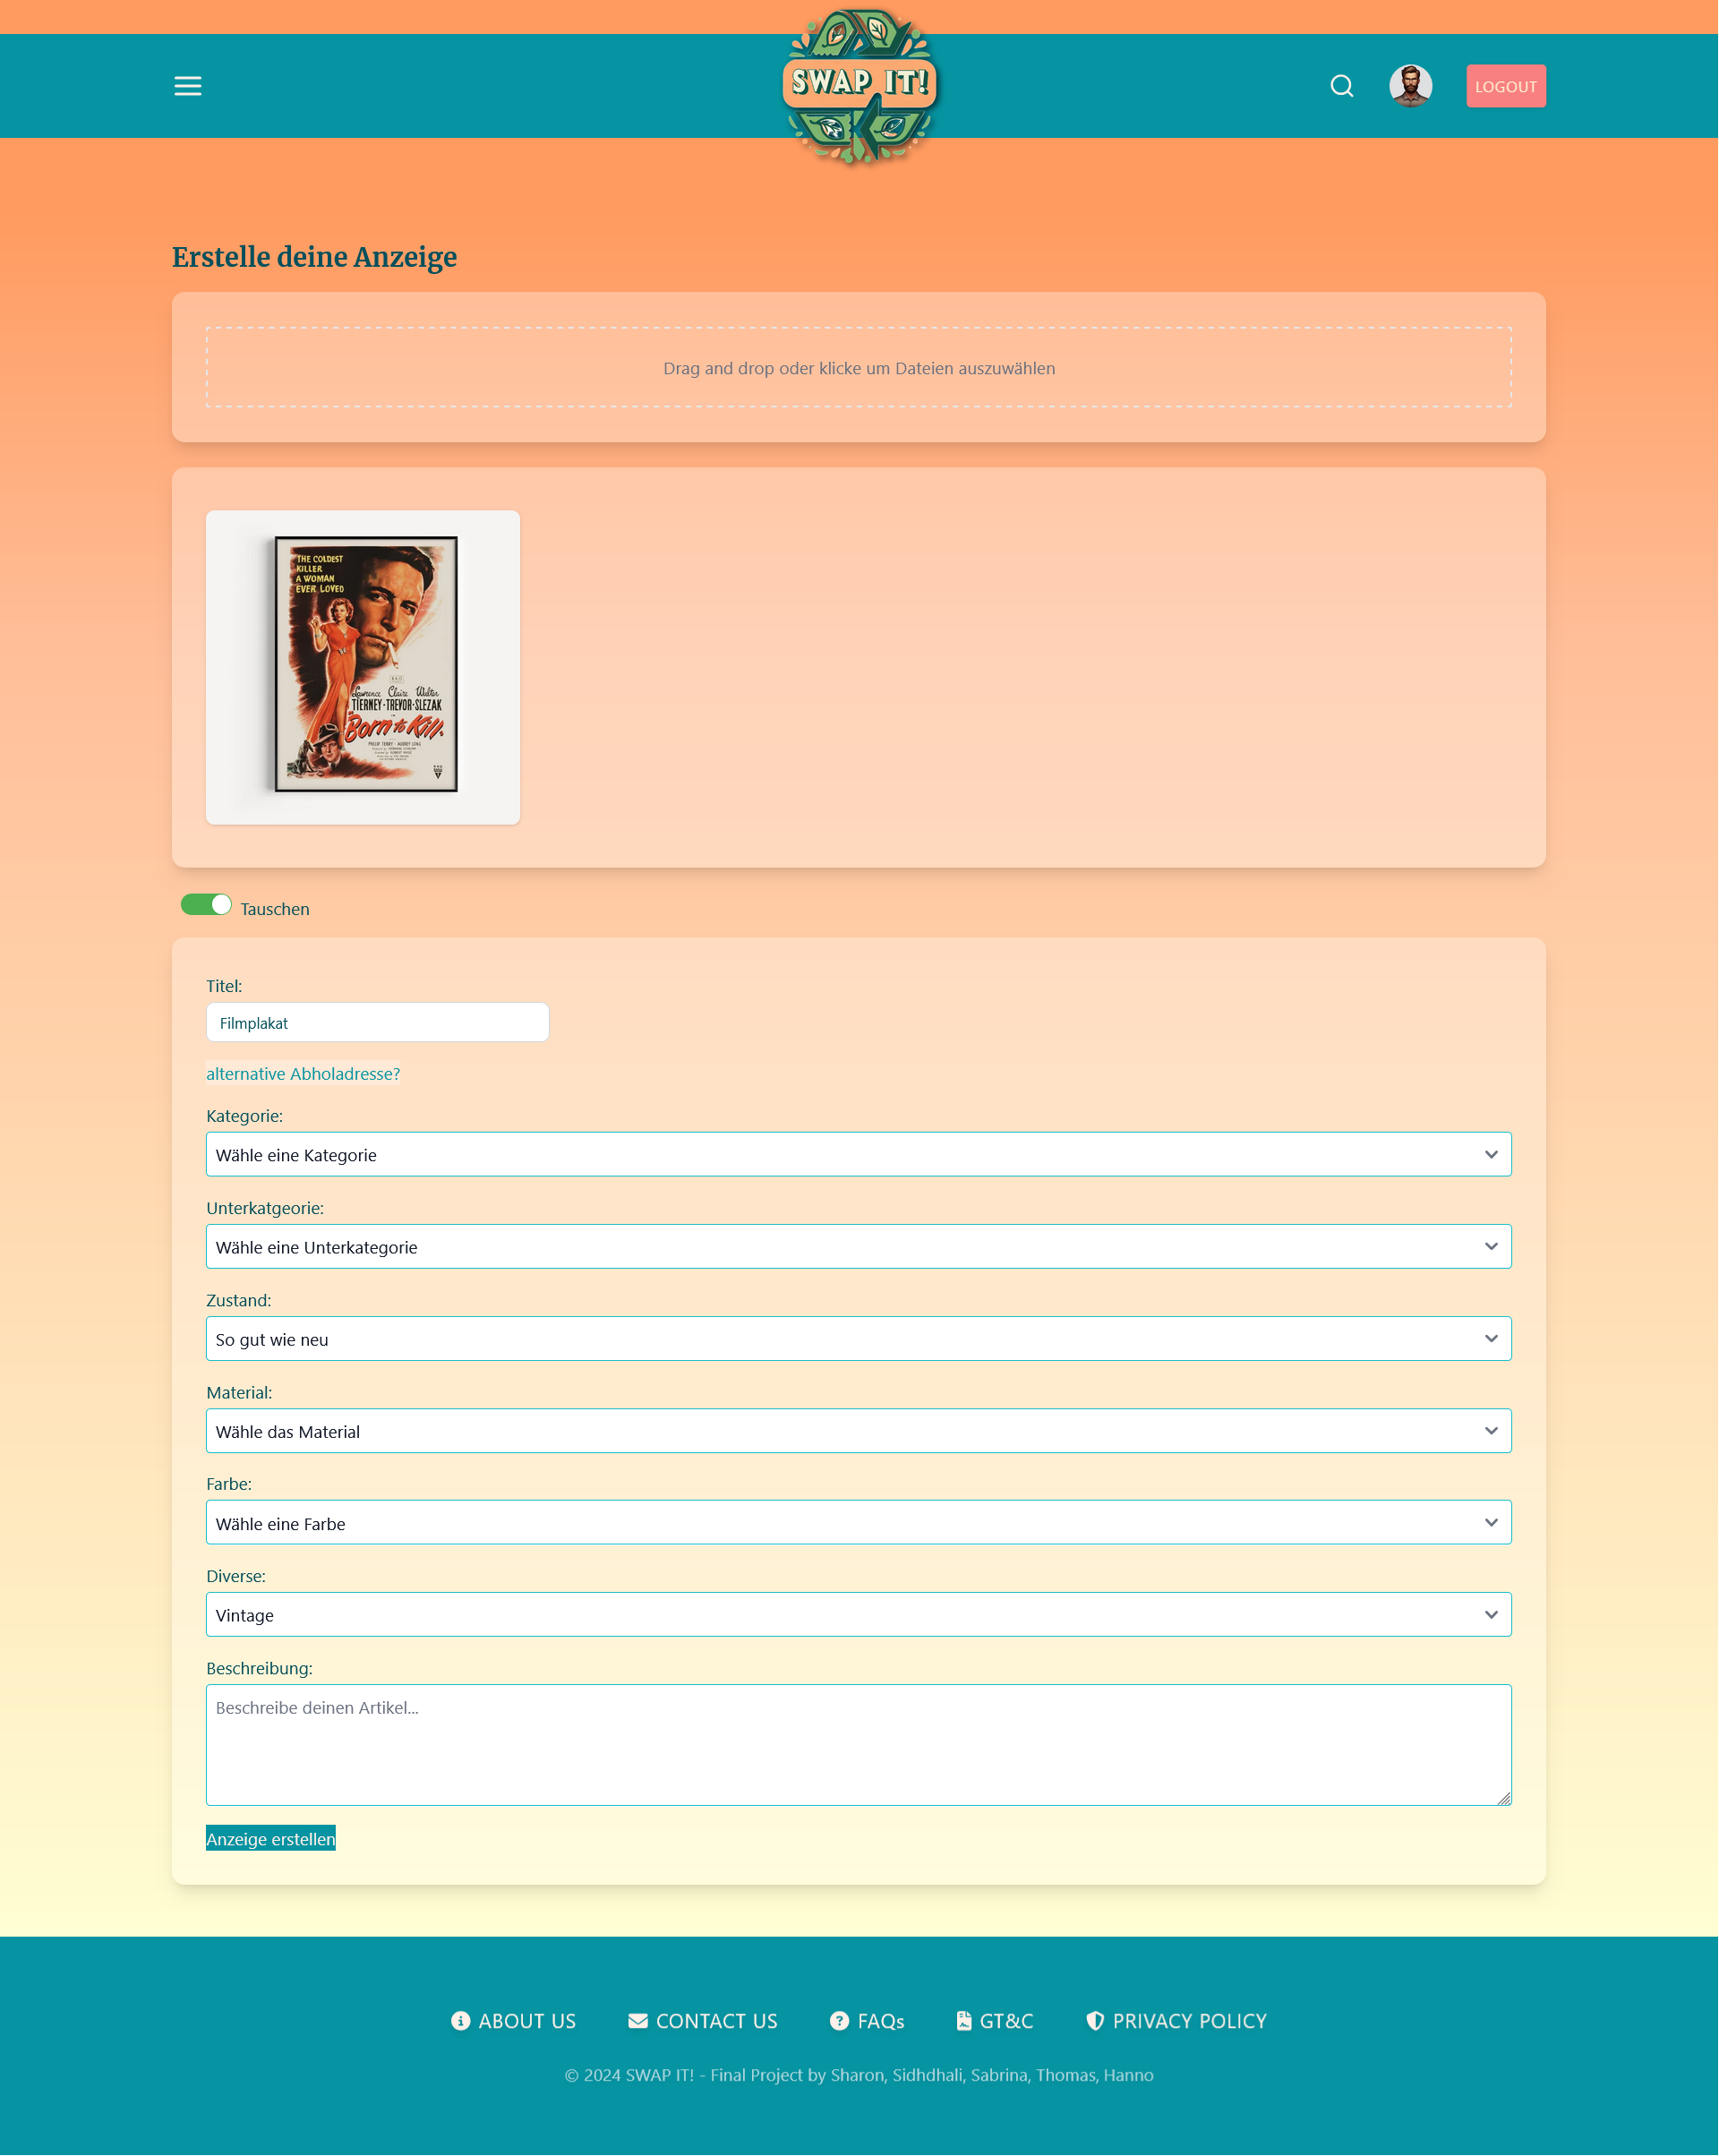 SWAP IT!
LOGOUT
Erstelle deine Anzeige
Drag and drop oder klicke um Dateien auszuwählen
THE COLDEST
KILLER
A WOMAN
EVER LOVED
Lawrence Claire Walter
TIERNEY-TREVOR-SLEZAK
Born to Kill.
Tauschen
Titel:
Filmplakat
alternative Abholadresse?
Kategorie:
Wähle eine Kategorie
Unterkatgeorie:
Wähle eine Unterkategorie
Zustand:
So gut wie neu
Material:
Wähle das Material
Farbe:
Wähle eine Farbe
Diverse:
Vintage
Beschreibung:
Beschreibe deinen Artikel...
Anzeige erstellen
ABOUT US CONTACT US FAQs GT&C PRIVACY POLICY
© 2024 SWAP IT! - Final Project by Sharon, Sidhdhali, Sabrina, Thomas, Hanno